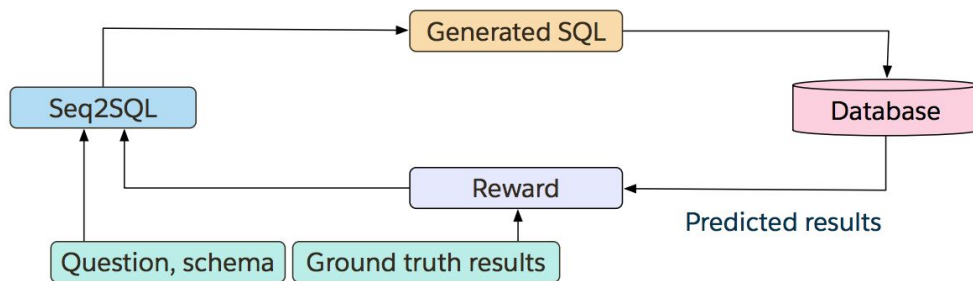 Generated SQL
Seq2SQL
Database
Reward
Predicted results
Question, schema
Ground truth results